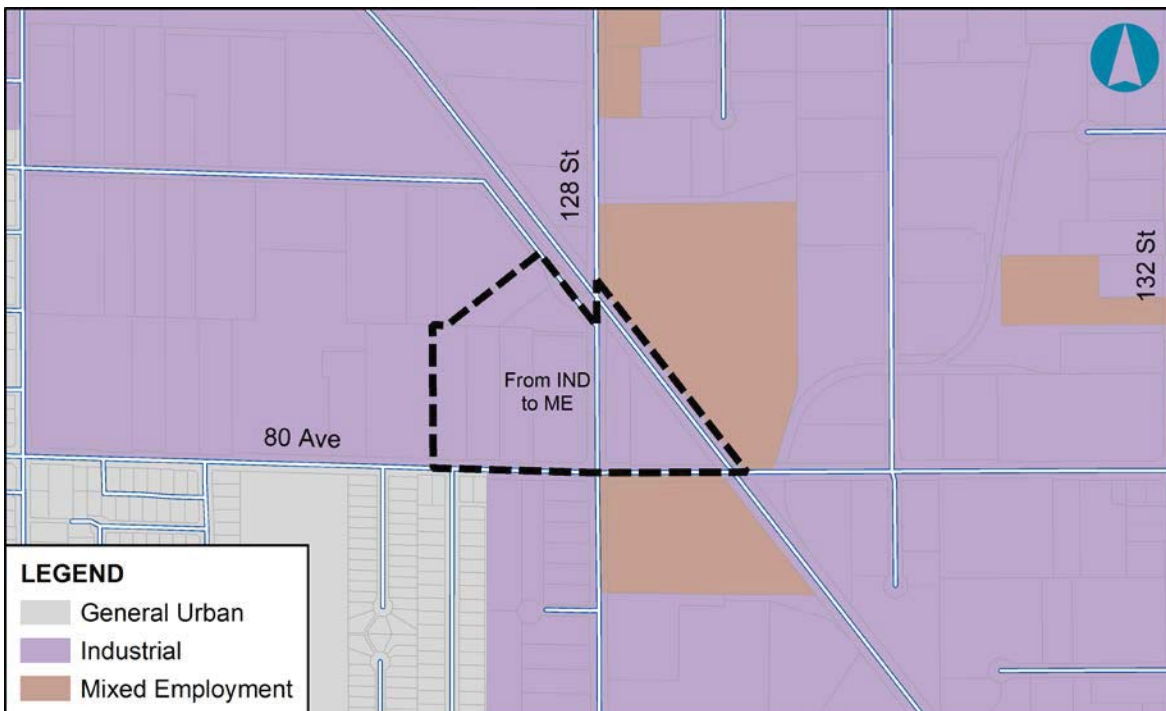 128 St
132 St
From IND
to ME
80 Ave
LEGEND
General Urban
Industrial
Mixed Employment